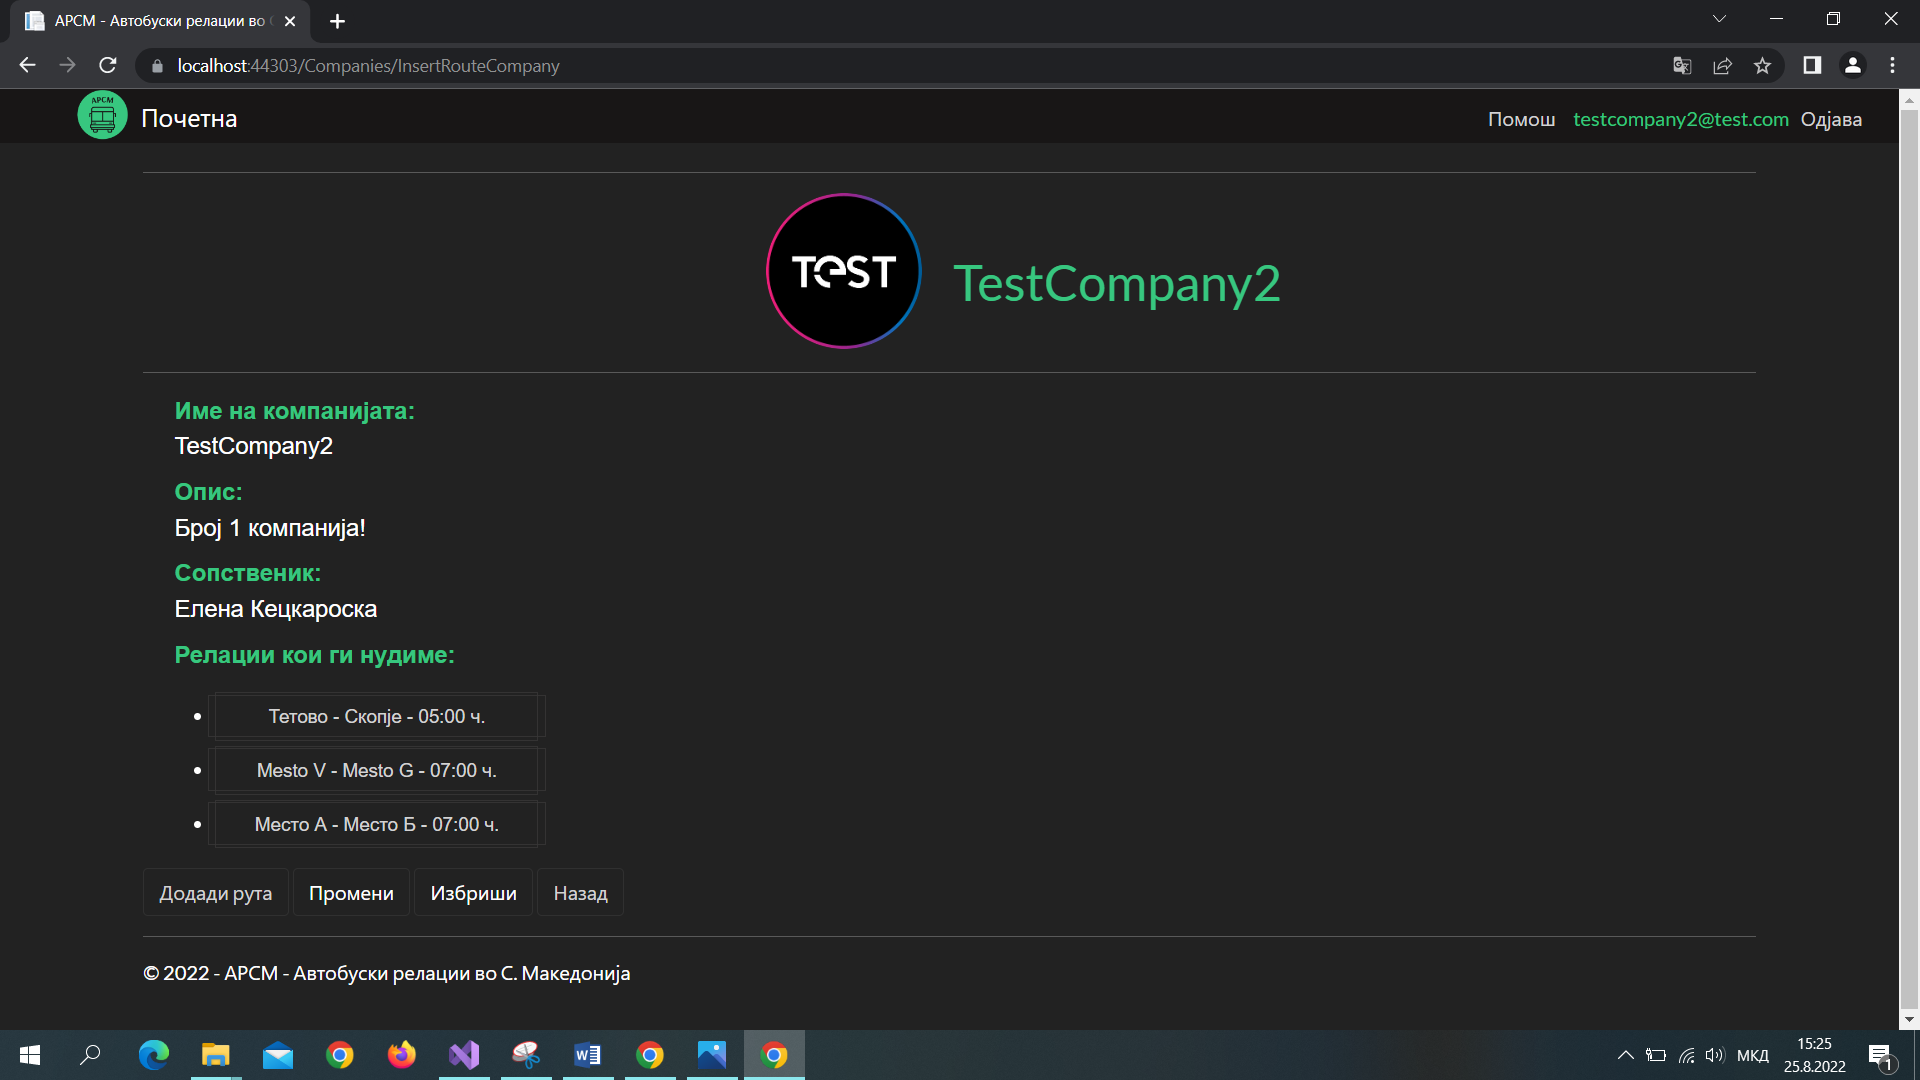 АРСМ - Автобуски релации во С
localhost:44303/Companies/InsertRouteCompany
АРСМ
Почетна
Помош
testcompany2@test.com
Одјава
TEST
TestCompany2
Име на компанијата:
TestCompany2
Опис:
Број 1 компанија!
Сопственик:
Елена Кецкароска
Релации кои ги нудиме:
Тетово - Скопје - 05:00 ч.
Mesto V - Mesto G - 07:00 ч.
Место А - Место Б - 07:00 ч.
Додади рута
Промени
Избриши
Назад
© 2022 - АРСМ - Автобуски релации во С. Македонија
МКД
15:25
25.8.2022
1